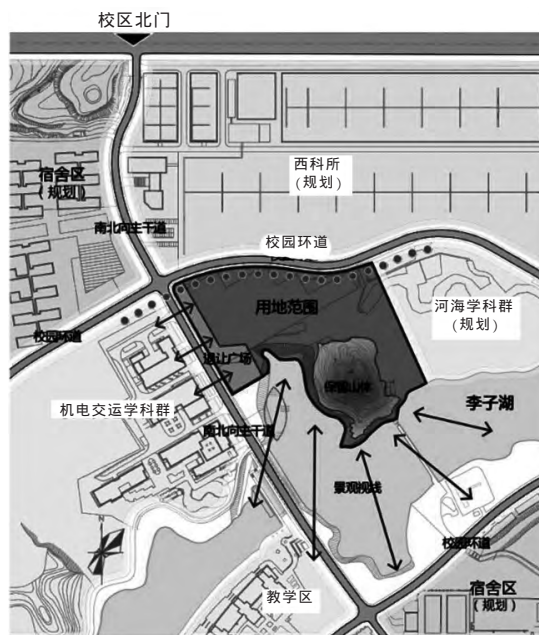 校区北门
西科所
(规划)
宿舍区
(规划)
南北向主干道
校园环道
用地范围
河海学科群
(规划)
校园环道
退让广场
保留山体
李子湖
机电交运学科群
南北向主干道
景观视线
校园环道
教学区
宿舍区
(规划)
N